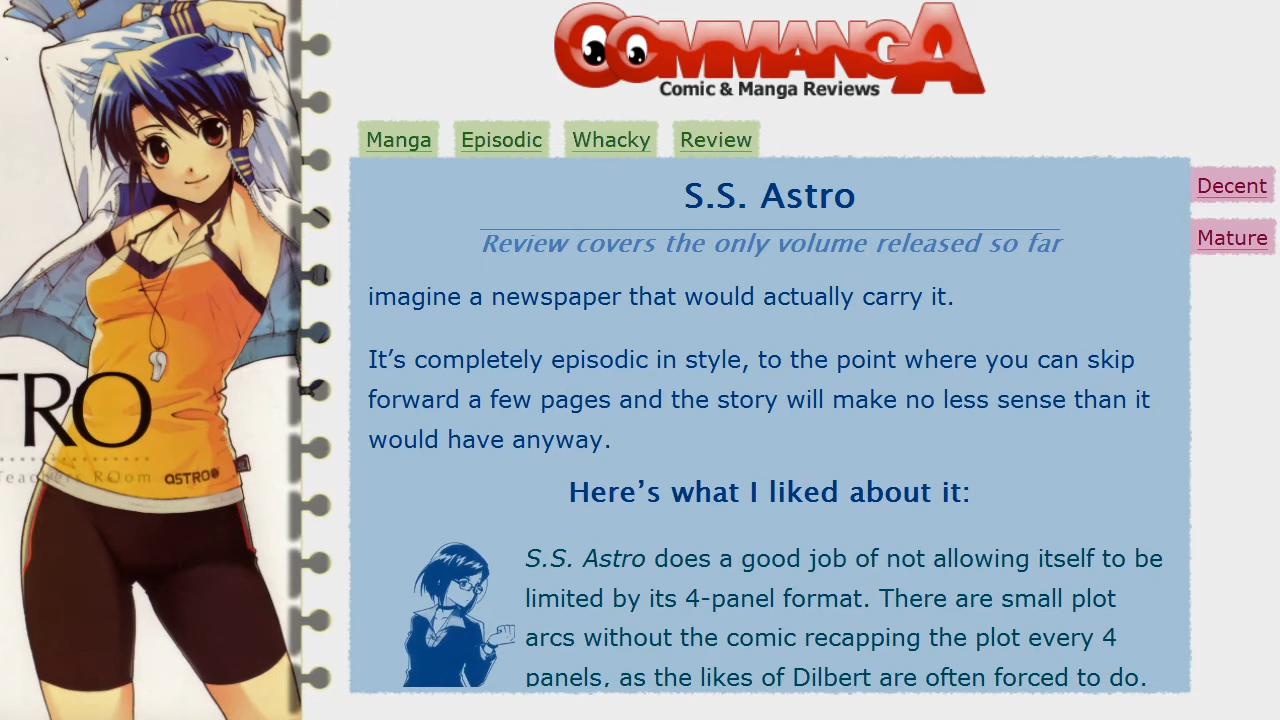 COMMANGA
Comic & Manga Reviews
Manga
Episodic
Whacky
Review
Decent
Mature
S.S. Astro
Review covers the only volume released so far
imagine a newspaper that would actually carry it.
It’s completely episodic in style, to the point where you can skip
forward a few pages and the story will make no less sense than it
would have anyway.
Here’s what I liked about it:
S.S. Astro does a good job of not allowing itself to be
limited by its 4-panel format. There are small plot
arcs without the comic recapping the plot every 4
panels, as the likes of Dilbert are often forced to do.
TRO
Teachers ROom
ASTRO